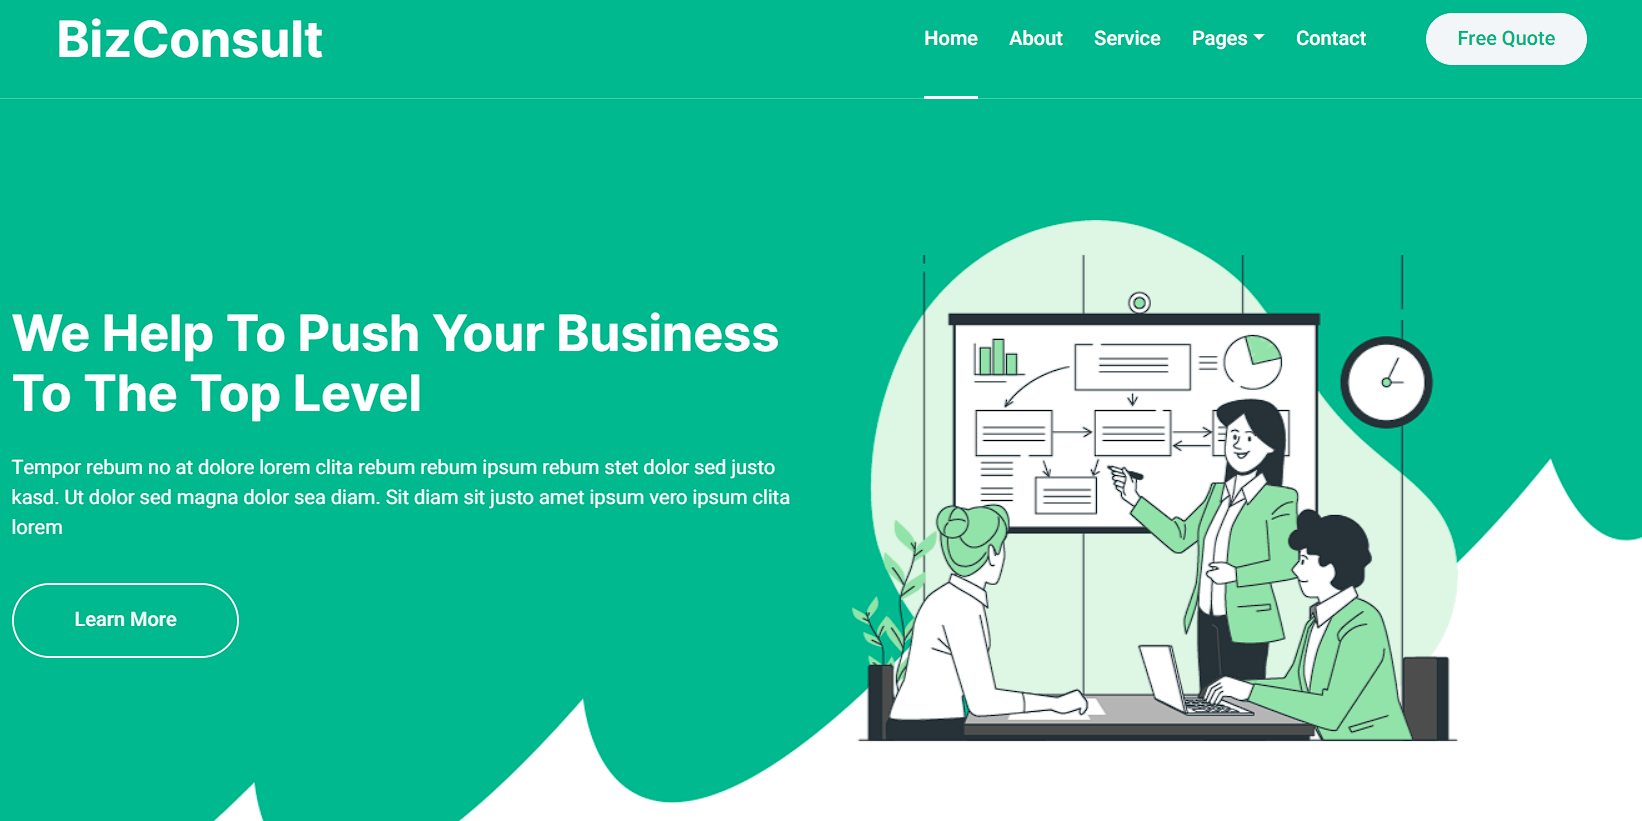 BizConsult
Home About Service Pages Contact Free Quote
We Help To Push Your Business
To The Top Level
Tempor rebum no at dolore lorem clita rebum rebum ipsum rebum stet dolor sed justo
kasd. Ut dolor sed magna dolor sea diam. Sit diam sit justo amet ipsum vero ipsum clita
lorem
Learn More